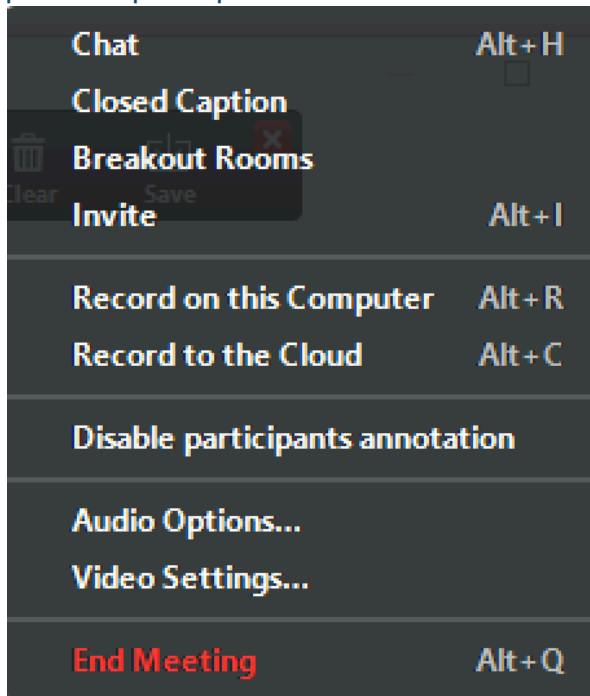 Chat Alt+H
Closed Caption
Breakout Rooms
Clear Save
Invite Alt+I
Record on this Computer Alt+R
Record to the Cloud Alt+C
Disable participants annotation
Audio Options...
Video Settings...
End Meeting Alt+Q